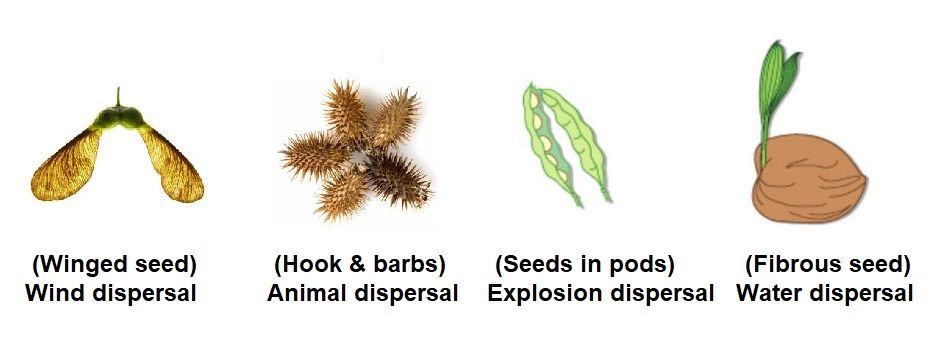 (Winged seed)
Wind dispersal
(Hook & barbs)
Animal dispersal
(Seeds in pods)
Explosion dispersal
(Fibrous seed)
Water dispersal